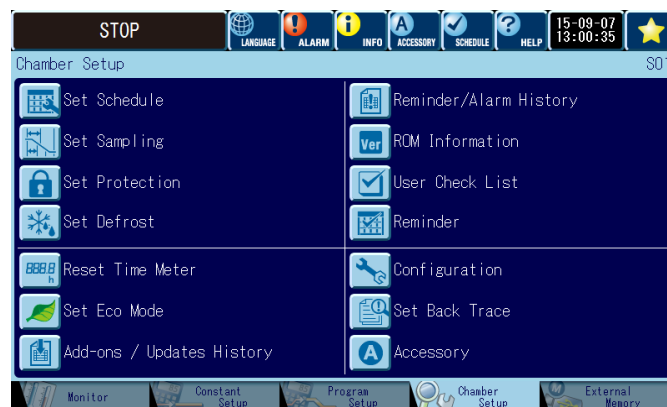 STOP
LANGUAGE
ALARM
INFO
A
ACCESSORY
SCHEDULE
?
HELP
15-09-07
13:00:35
Chamber Setup
Set Schedule
Set Sampling
Set Protection
Set Defrost
8888
h
Reset Time Meter
Set Eco Mode
Add-ons / Updates History
Reminder/Alarm History
Ver
ROM Information
User Check List
Reminder
Configuration
Set Back Trace
A
Accessory
Monitor
Constant
Setup
Program
Setup
Chamber
Setup
External
Memory